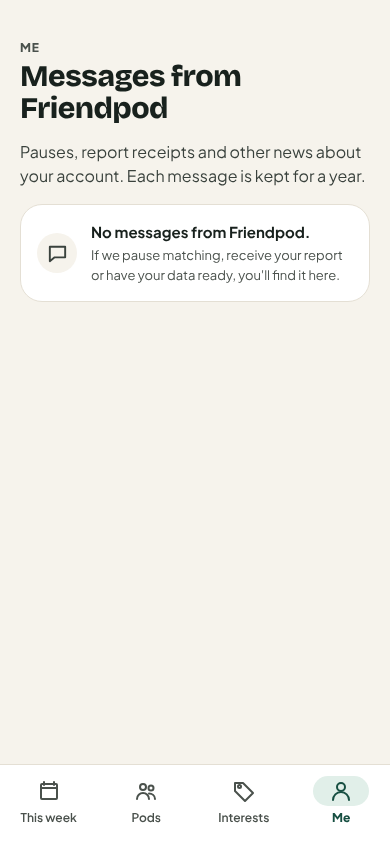 ME
Messages from
Friendpod
Pauses, report receipts and other news about
your account. Each message is kept for a year.
No messages from Friendpod.
If we pause matching, receive your report
or have your data ready, you'll find it here.
This week
Pods
Interests
Me